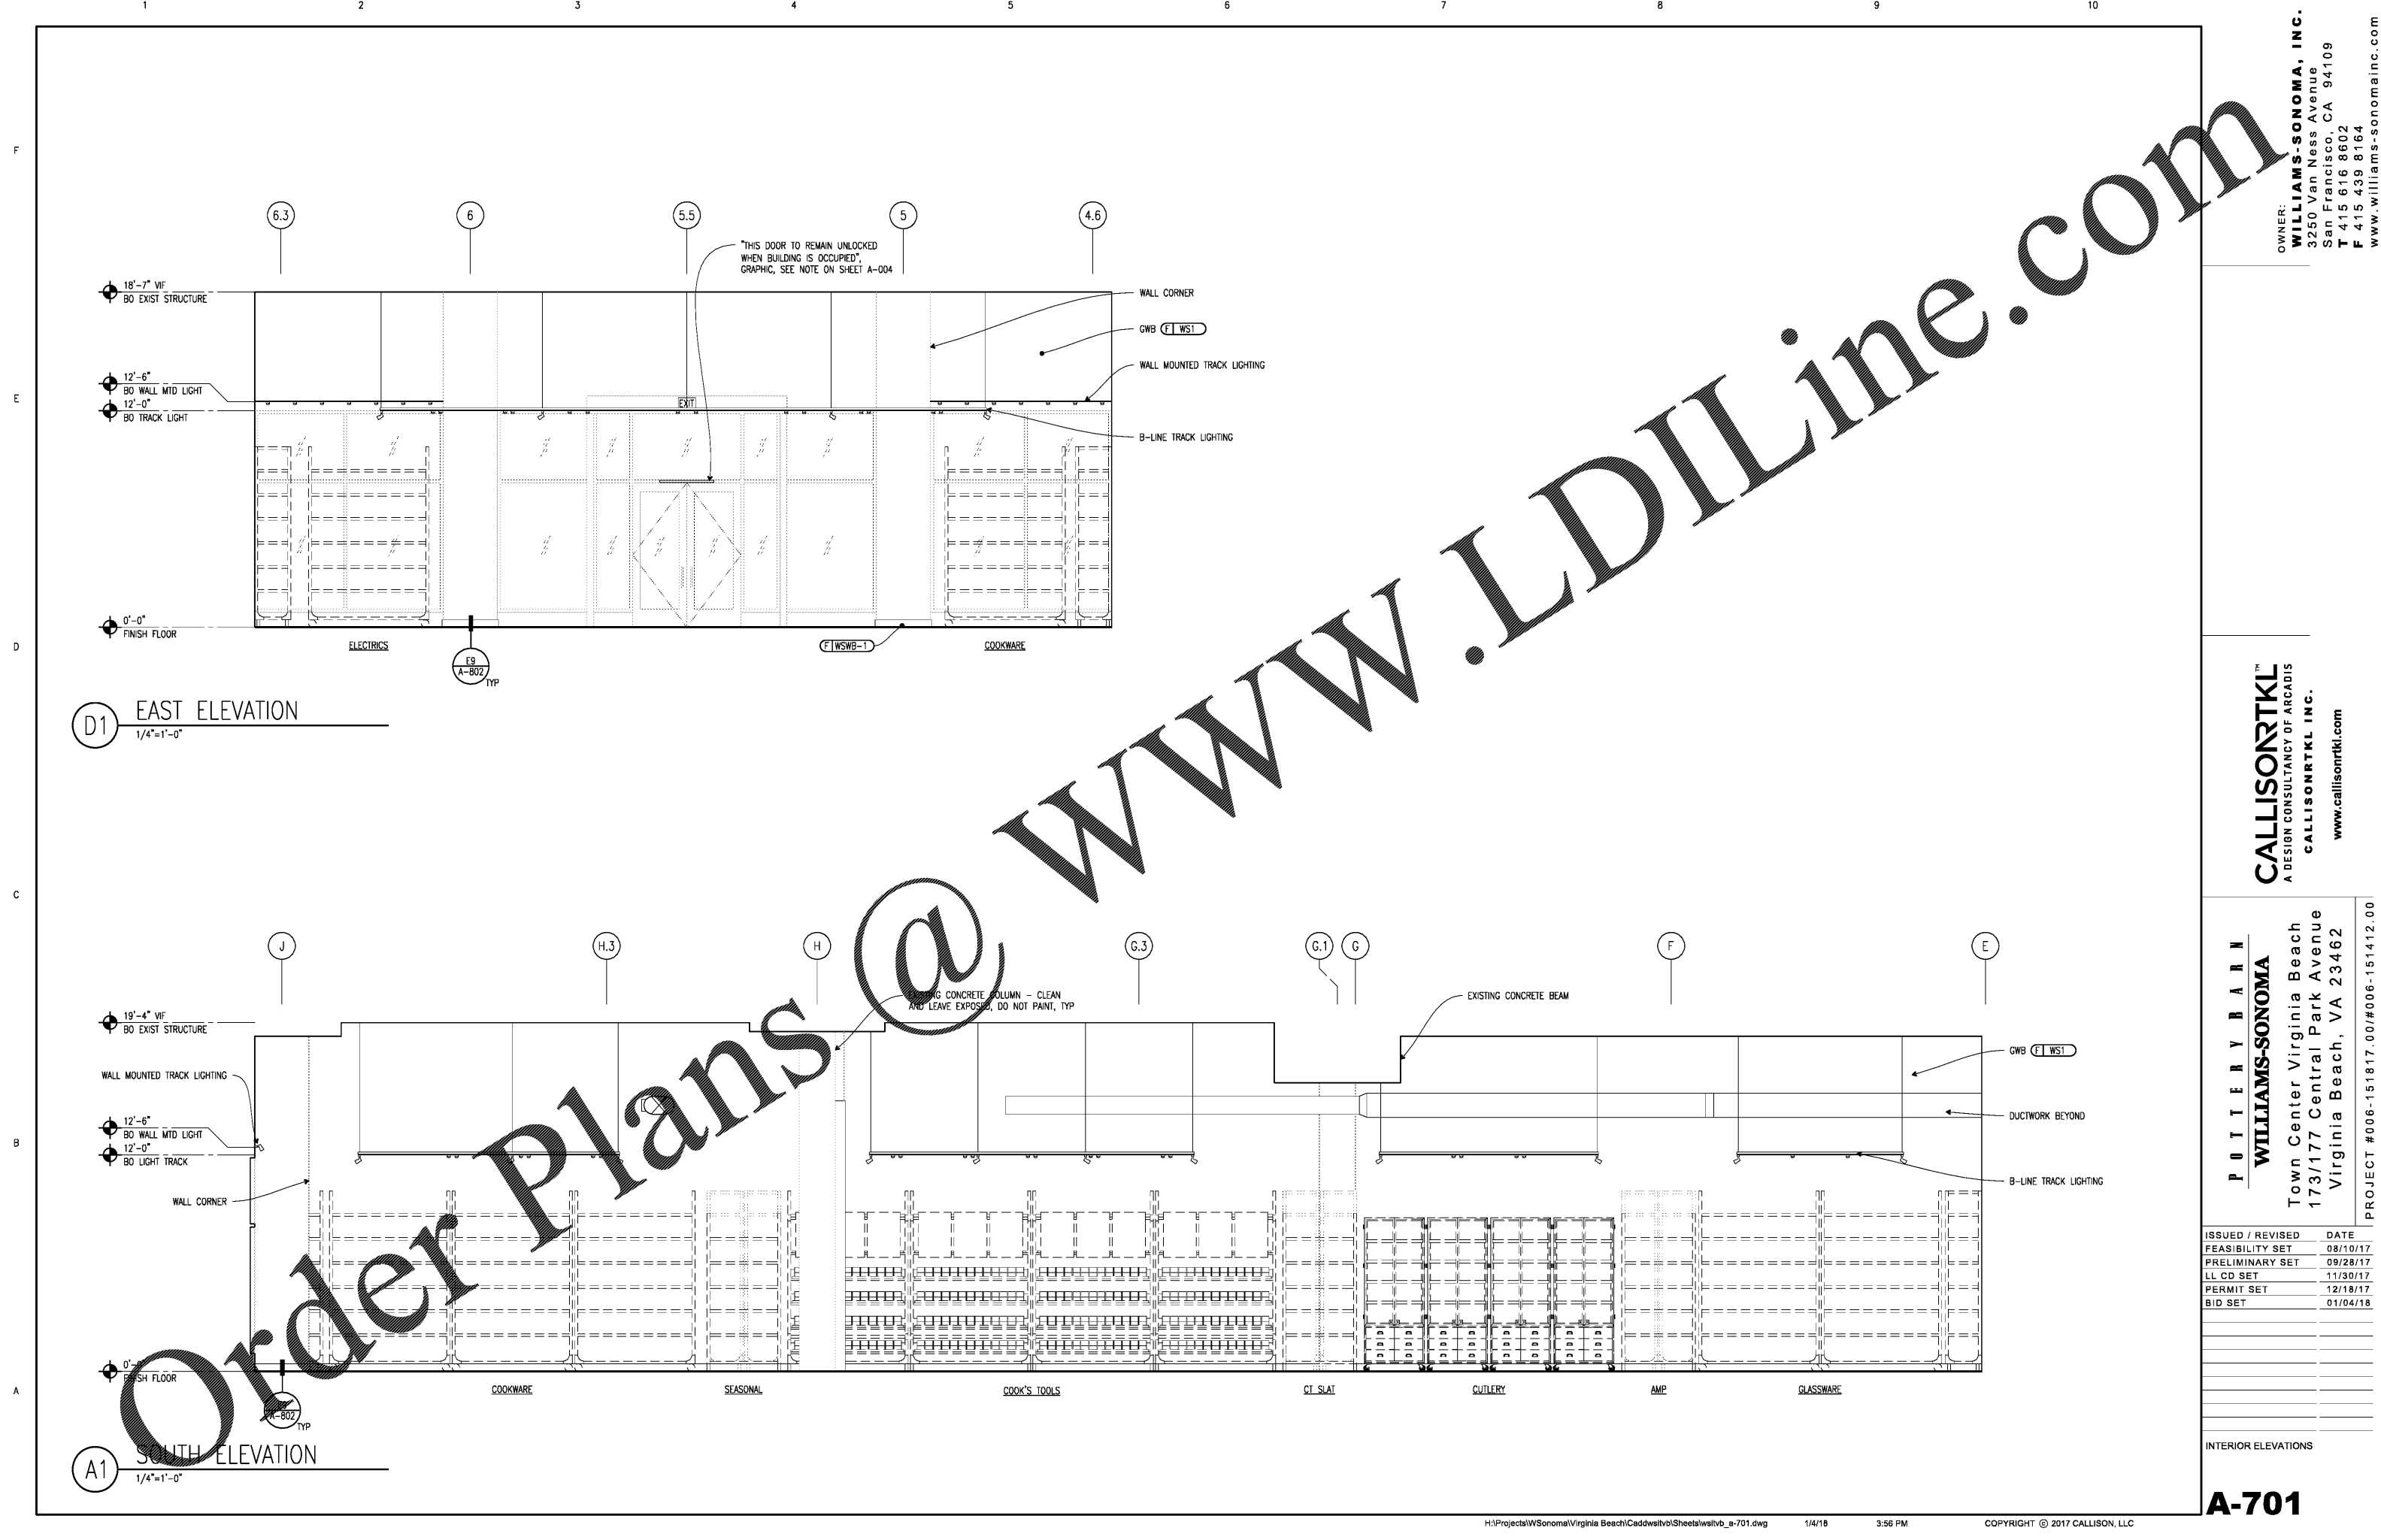 1 2 3 4 5 6 7 8 9 10
F
E
D
C
B
A
6.3 6 5.5 5 4.6
"THIS DOOR TO REMAIN UNLOCKED
WHEN BUILDING IS OCCUPIED",
GRAPHIC, SEE NOTE ON SHEET A-004
18'-7" VIF
BO EXIST STRUCTURE
WALL CORNER
GWB F WS1
WALL MOUNTED TRACK LIGHTING
12'-6"
BO WALL MTD LIGHT
12'-0"
BO TRACK LIGHT
EXIT
B-LINE TRACK LIGHTING
0'-0"
FINISH FLOOR
ELECTRICS
F WSWB-1
COOKWARE
E9
A-802
TYP
D1 EAST ELEVATION
1/4"=1'-0"
J H.3 H G.3 G.1 G F E
EXISTING CONCRETE COLUMN - CLEAN
AND LEAVE EXPOSED, DO NOT PAINT, TYP
EXISTING CONCRETE BEAM
19'-4" VIF
BO EXIST STRUCTURE
GWB F WS1
WALL MOUNTED TRACK LIGHTING
DUCTWORK BEYOND
12'-6"
BO WALL MTD LIGHT
12'-0"
BO LIGHT TRACK
B-LINE TRACK LIGHTING
WALL CORNER
FINISH FLOOR
COOKWARE
SEASONAL
COOK'S TOOLS
CT SLAT
CUTLERY
AMP
GLASSWARE
A-802
TYP
A1 SOUTH ELEVATION
1/4"=1'-0"
Order Plans @ www.LDILine.com
OWNER:
WILLIAMS-SONOMA, INC.
3250 Van Ness Avenue
San Francisco, CA 94109
T 415 616 8602
F 415 439 8164
www.williams-sonomainc.com
CALLISONRTKL™
A DESIGN CONSULTANCY OF ARCADIS
CALLISONRTKL INC.
www.callisonrtkl.com
POTTERY BARN
WILLIAMS-SONOMA
Town Center Virginia Beach
173/177 Central Park Avenue
Virginia Beach, VA 23462
PROJECT #006-151817.00/#006-151412.00
ISSUED / REVISED DATE
FEASIBILITY SET 08/10/17
PRELIMINARY SET 09/28/17
LL CD SET 11/30/17
PERMIT SET 12/18/17
BID SET 01/04/18
INTERIOR ELEVATIONS
A-701
H:\Projects\WSonoma\Virginia Beach\Caddwsitvb\Sheets\wsitvb_a-701.dwg 1/4/18 3:56 PM COPYRIGHT © 2017 CALLISON, LLC